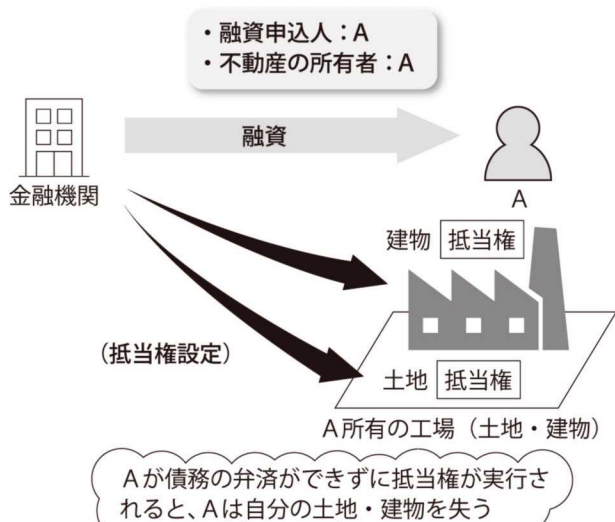 ・融資申込人：A
・不動産の所有者：A
融資
金融機関
A
建物 抵当権
(抵当権設定)
土地 抵当権
A所有の工場（土地・建物）
Aが債務の弁済ができずに抵当権が実行さ
れると、Aは自分の土地・建物を失う